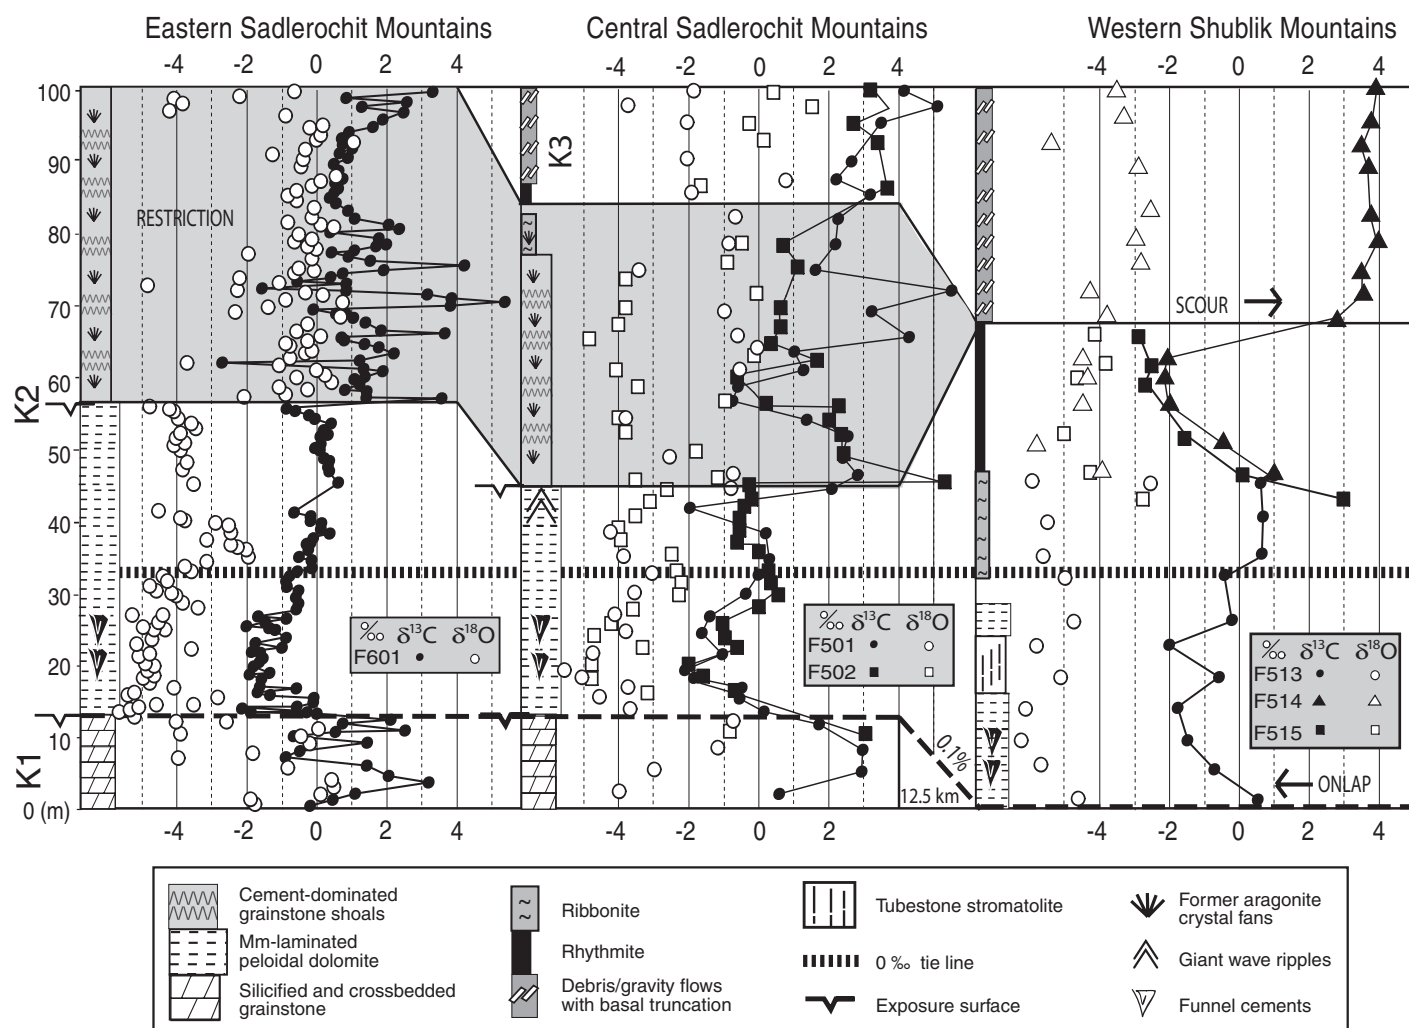 Eastern Sadlerochit Mountains
Central Sadlerochit Mountains
Western Shublik Mountains
-4 -2 0 2 4
-4 -2 0 2 4
-4 -2 0 2 4
100
90
80
70
60
50
40
30
20
10
0 (m)
K1
K2
K3
RESTRICTION
SCOUR
ONLAP
0.1%
12.5 km
‰ δ¹³C δ¹⁸O
F601
‰ δ¹³C δ¹⁸O
F501
F502
‰ δ¹³C δ¹⁸O
F513
F514
F515
-4 -2 0 2 4
-4 -2 0 2 4
-4 -2 0 2 4
Cement-dominated
grainstone shoals
Mm-laminated
peloidal dolomite
Silicified and crossbedded
grainstone
Ribbonite
Rhythmite
Debris/gravity flows
with basal truncation
Tubestone stromatolite
0 ‰ tie line
Exposure surface
Former aragonite
crystal fans
Giant wave ripples
Funnel cements